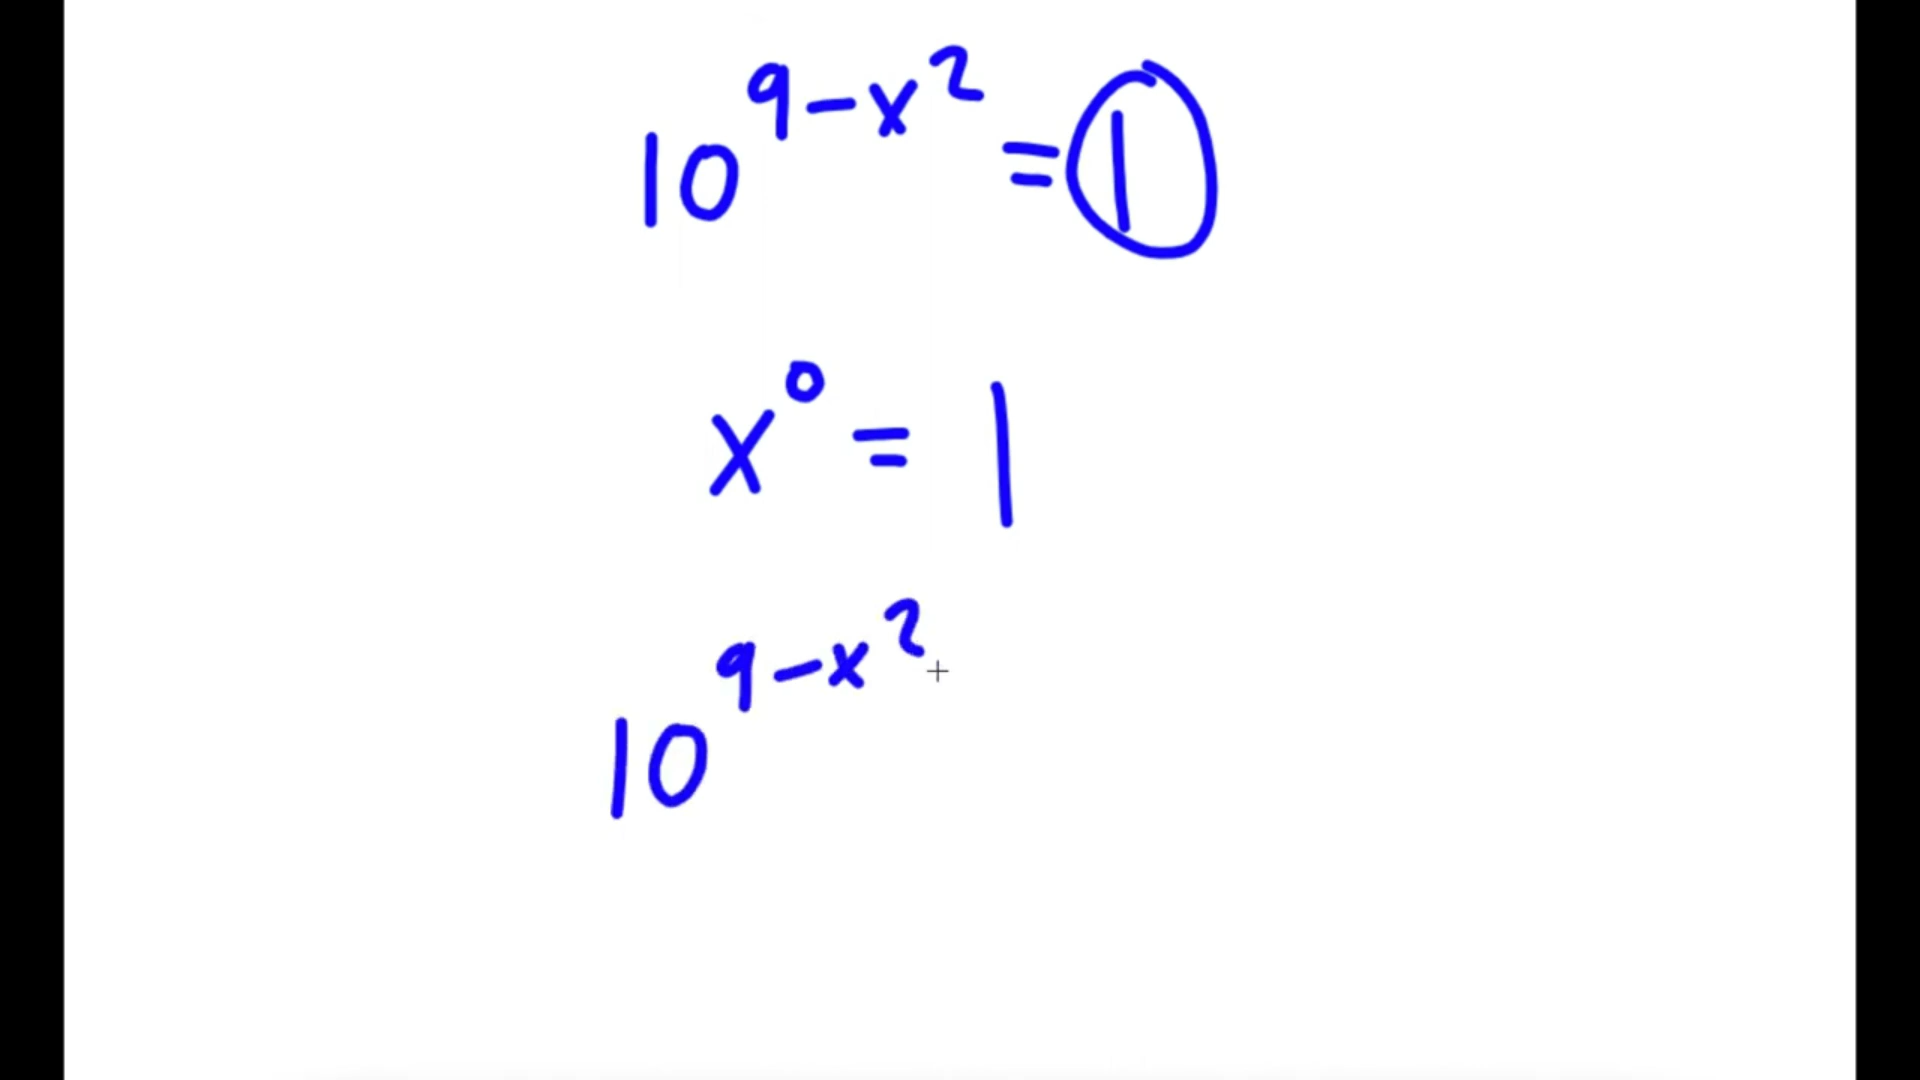 10^{9-x^2} = 1
x^0 = 1
10^{9-x^2}